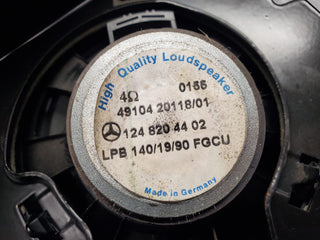 High Quality Loudspeaker
4Ω 0156
49104 20118/01
124 820 44 02
LPB 140/19/90 FGCU
Made in Germany